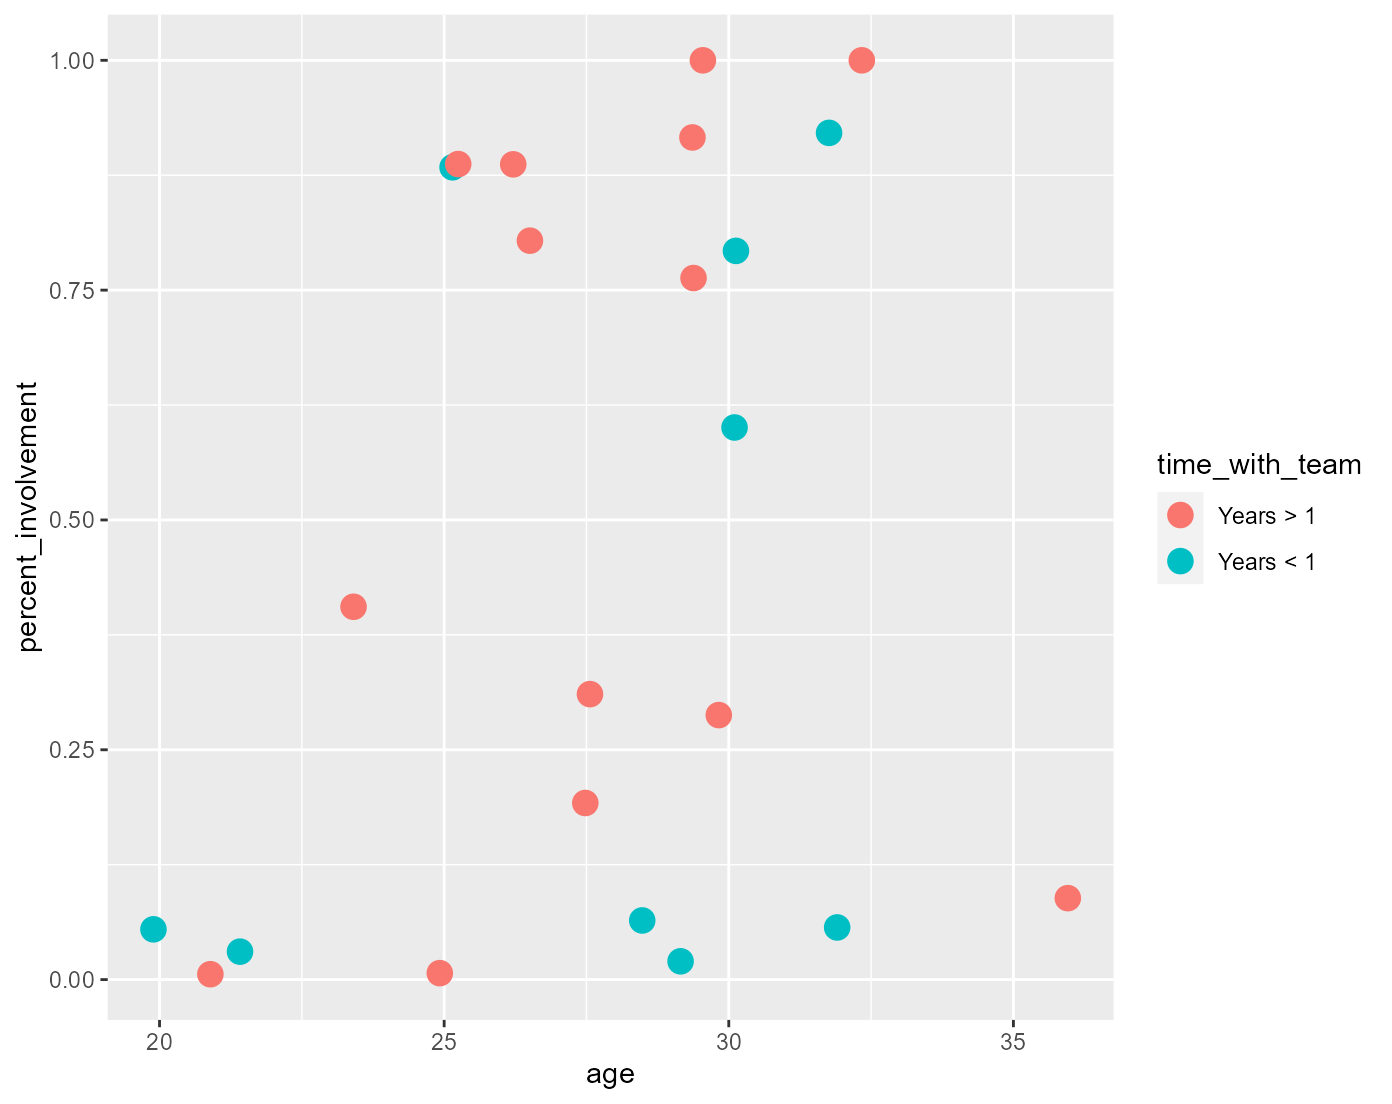 1.00
0.75
0.50
0.25
0.00
percent_involvement
20
25
30
35
age
time_with_team
Years > 1
Years < 1